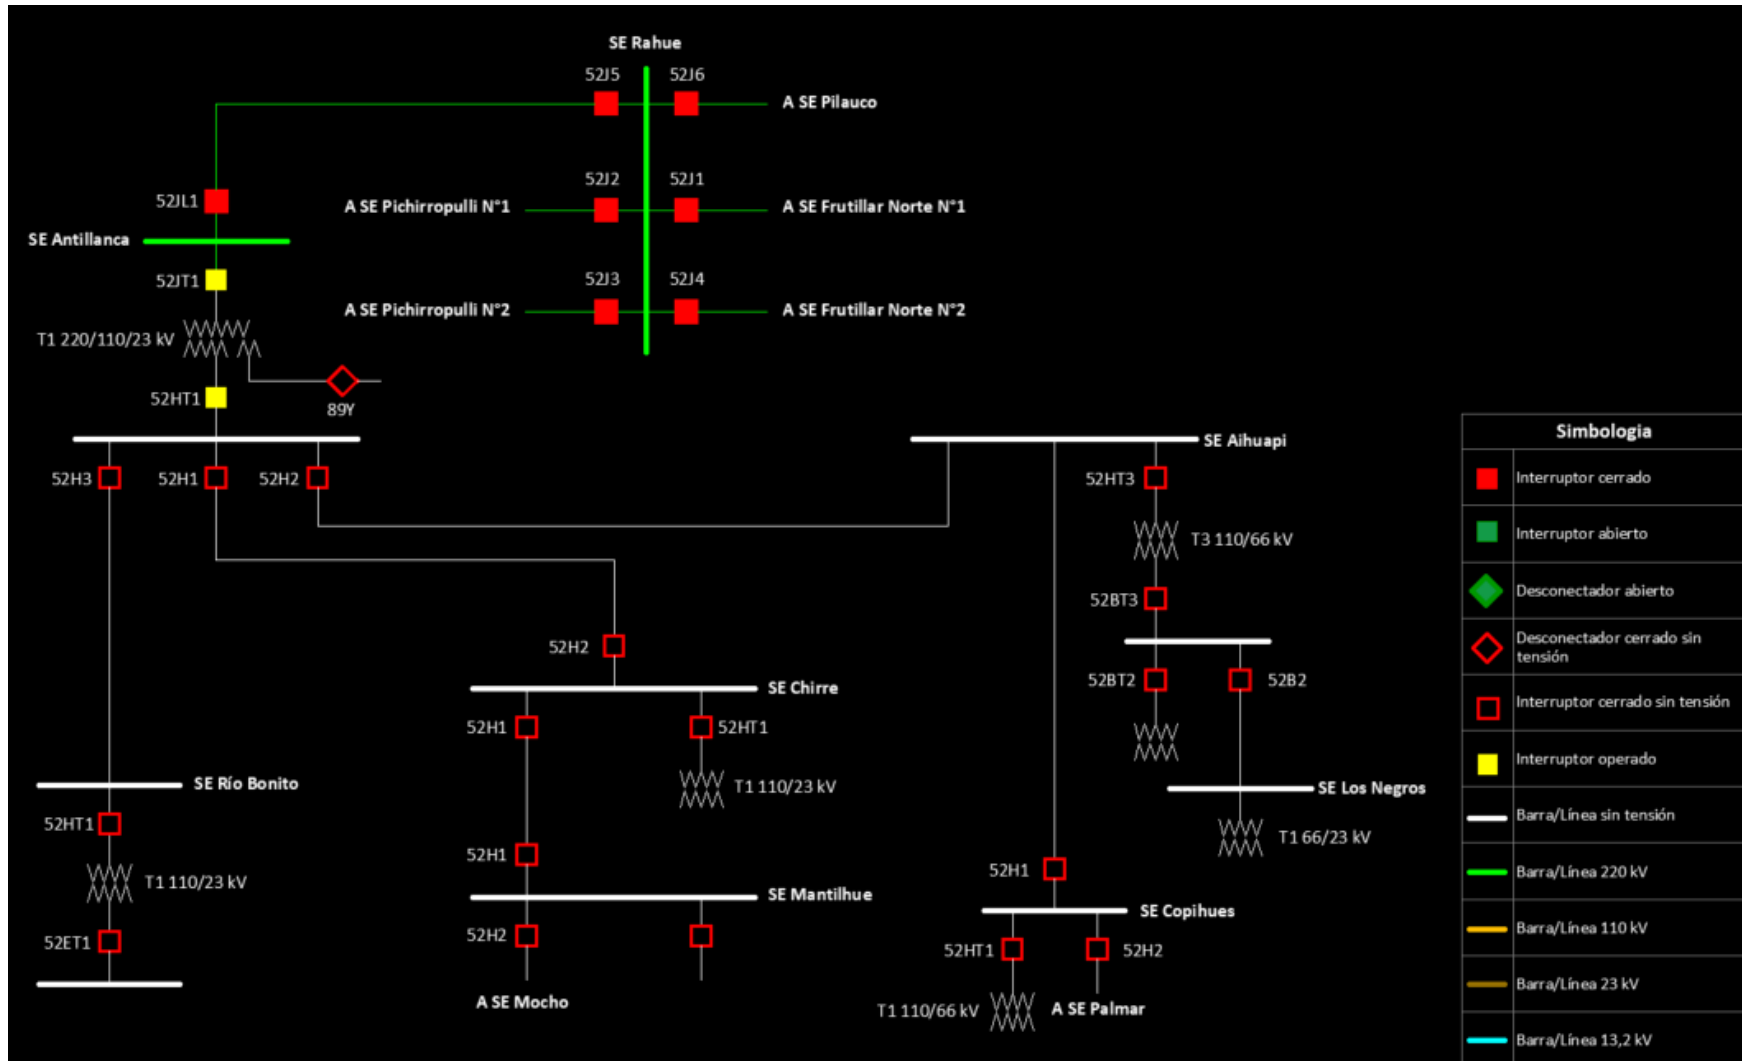 SE Rahue
52J5
52J6
A SE Pilauco
52J2
52J1
52JL1
A SE Pichirropulli N°1
A SE Frutillar Norte N°1
SE Antillanca
52JT1
52J3
52J4
A SE Pichirropulli N°2
A SE Frutillar Norte N°2
T1 220/110/23 kV
52HT1
89Y
SE Aihuapi
52H3
52H1
52H2
52HT3
T3 110/66 kV
52BT3
52H2
52BT2
52B2
SE Chirre
52H1
52HT1
SE Río Bonito
T1 110/23 kV
SE Los Negros
52HT1
T1 66/23 kV
52H1
52H1
T1 110/23 kV
SE Mantilhue
SE Copihues
52ET1
52H2
52HT1
52H2
A SE Mocho
T1 110/66 kV
A SE Palmar
Simbologia
Interruptor cerrado
Interruptor abierto
Desconectador abierto
Desconectador cerrado sin
tensión
Interruptor cerrado sin tensión
Interruptor operado
Barra/Línea sin tensión
Barra/Línea 220 kV
Barra/Línea 110 kV
Barra/Línea 23 kV
Barra/Línea 13,2 kV